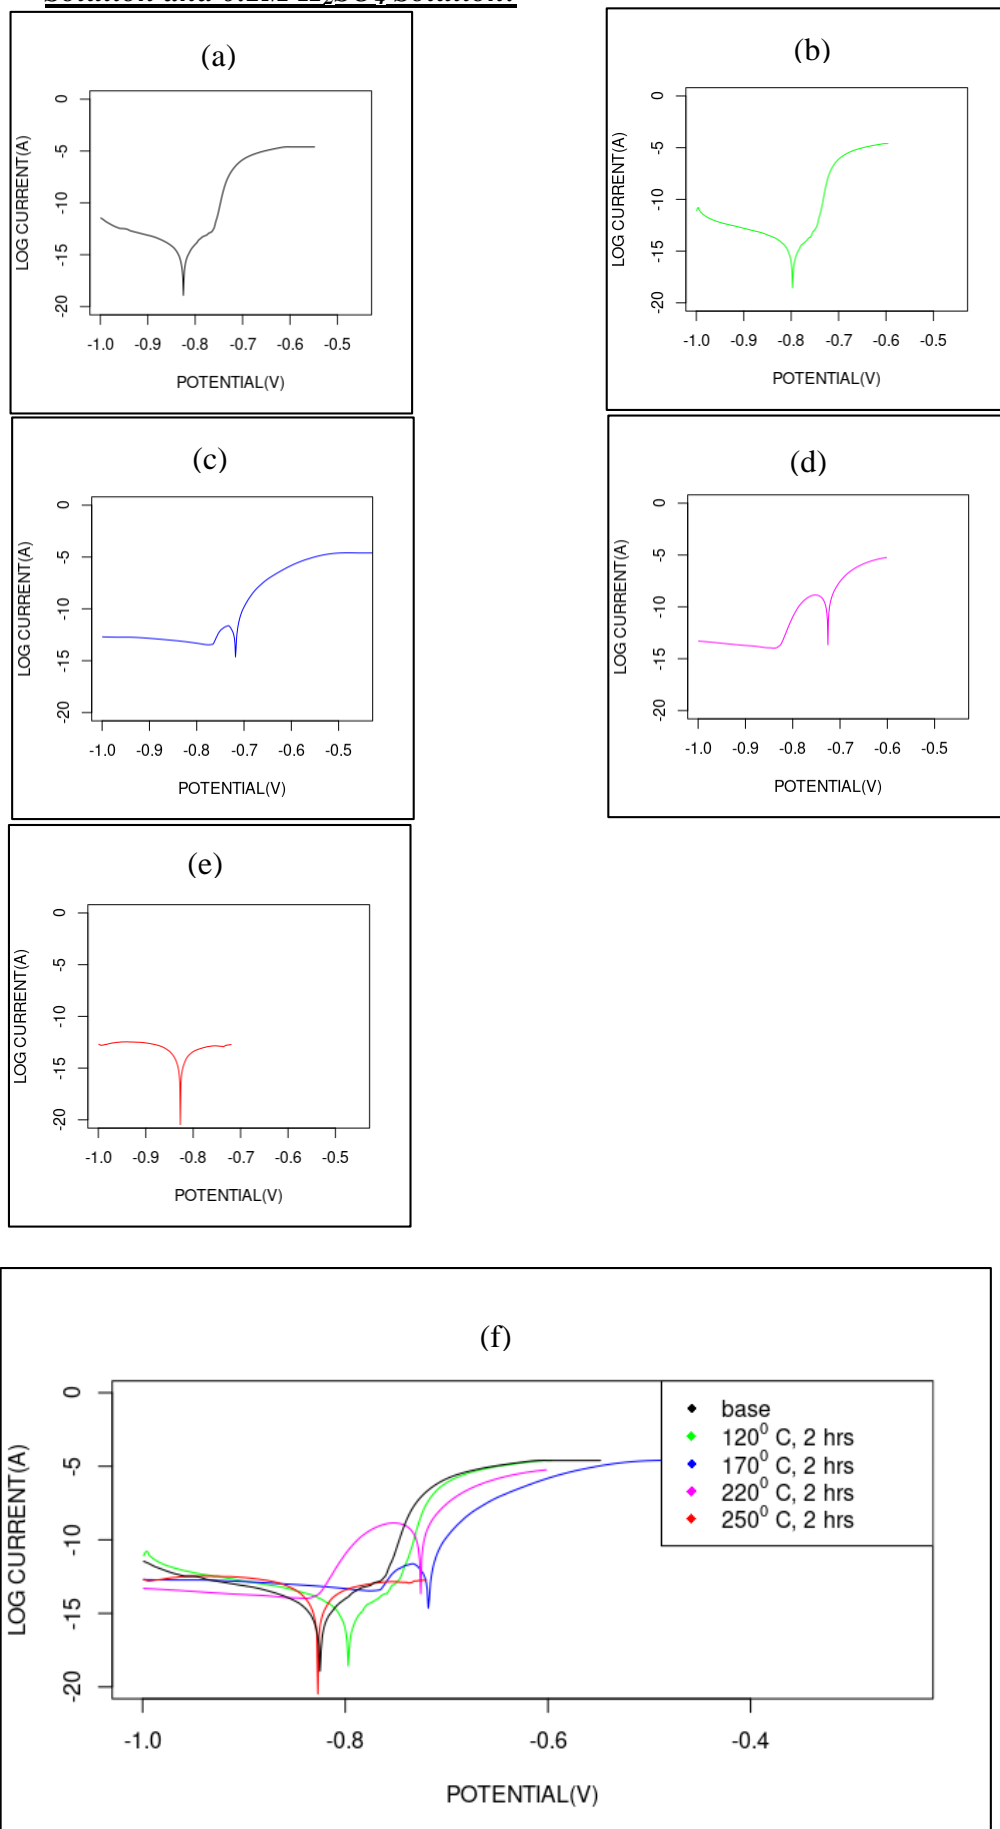 Solution and 0.1M H₂SO₄ Solution:
(a)
0
-5
-10
-15
-20
LOG CURRENT(A)
-1.0 -0.9 -0.8 -0.7 -0.6 -0.5
POTENTIAL(V)
(b)
0
-5
-10
-15
-20
LOG CURRENT(A)
-1.0 -0.9 -0.8 -0.7 -0.6 -0.5
POTENTIAL(V)
(c)
0
-5
-10
-15
-20
LOG CURRENT(A)
-1.0 -0.9 -0.8 -0.7 -0.6 -0.5
POTENTIAL(V)
(d)
0
-5
-10
-15
-20
LOG CURRENT(A)
-1.0 -0.9 -0.8 -0.7 -0.6 -0.5
POTENTIAL(V)
(e)
0
-5
-10
-15
-20
LOG CURRENT(A)
-1.0 -0.9 -0.8 -0.7 -0.6 -0.5
POTENTIAL(V)
(f)
0
-5
-10
-15
-20
LOG CURRENT(A)
base
120⁰ C, 2 hrs
170⁰ C, 2 hrs
220⁰ C, 2 hrs
250⁰ C, 2 hrs
-1.0 -0.8 -0.6 -0.4
POTENTIAL(V)